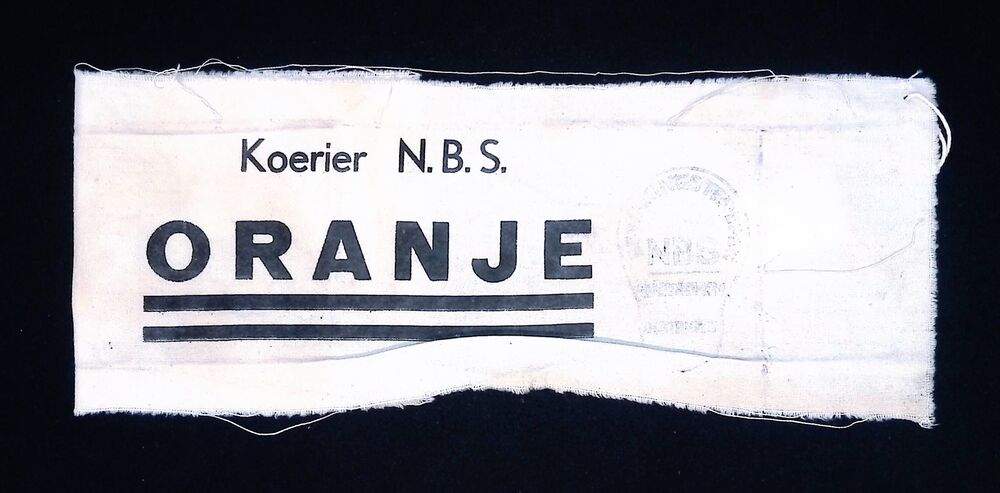 Koerier N.B.S.
ORANJE
NBS